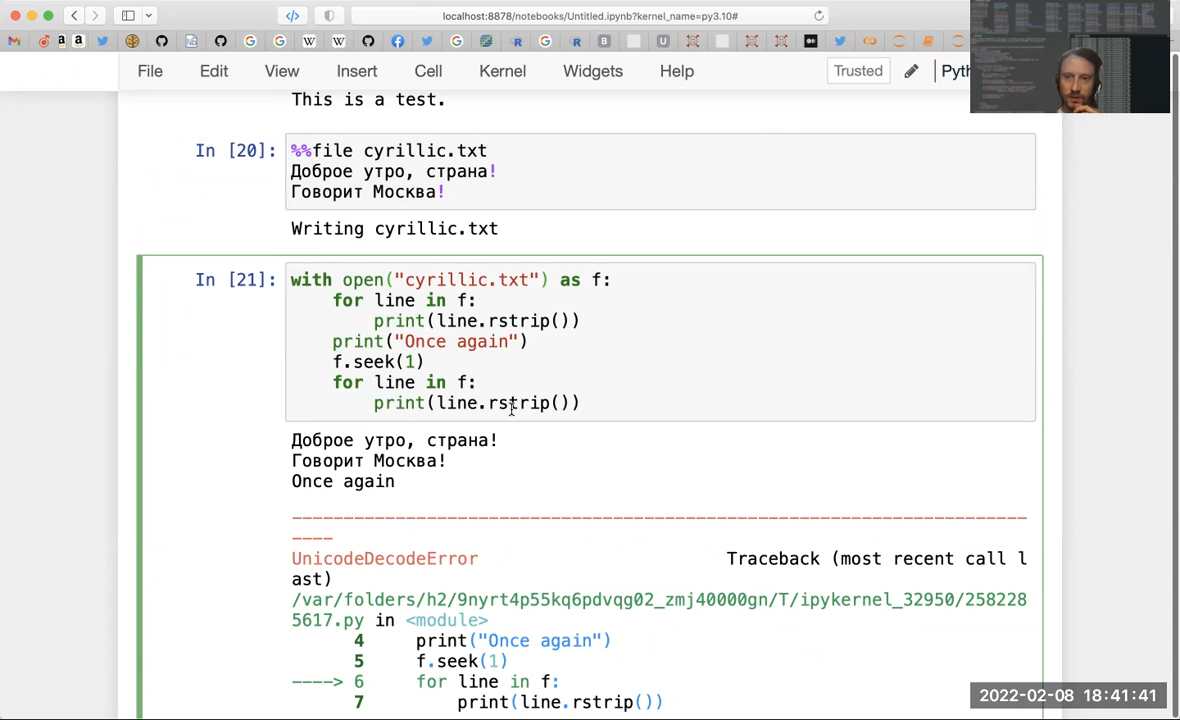 localhost:8878/notebooks/Untitled.ipynb?kernel_name=py3.10#
File Edit View Insert Cell Kernel Widgets Help Trusted Pyth
This is a test.
In [20]: %%file cyrillic.txt
Доброе утро, страна!
Говорит Москва!
Writing cyrillic.txt
In [21]: with open("cyrillic.txt") as f:
for line in f:
print(line.rstrip())
print("Once again")
f.seek(1)
for line in f:
print(line.rstrip())
Доброе утро, страна!
Говорит Москва!
Once again
---------------------------------------------------------------------------
UnicodeDecodeError Traceback (most recent call l
ast)
/var/folders/h2/9nyrt4p55kq6pdvqg02_zmj40000gn/T/ipykernel_32950/258228
5617.py in <module>
4 print("Once again")
5 f.seek(1)
----> 6 for line in f:
7 print(line.rstrip())
2022-02-08 18:41:41